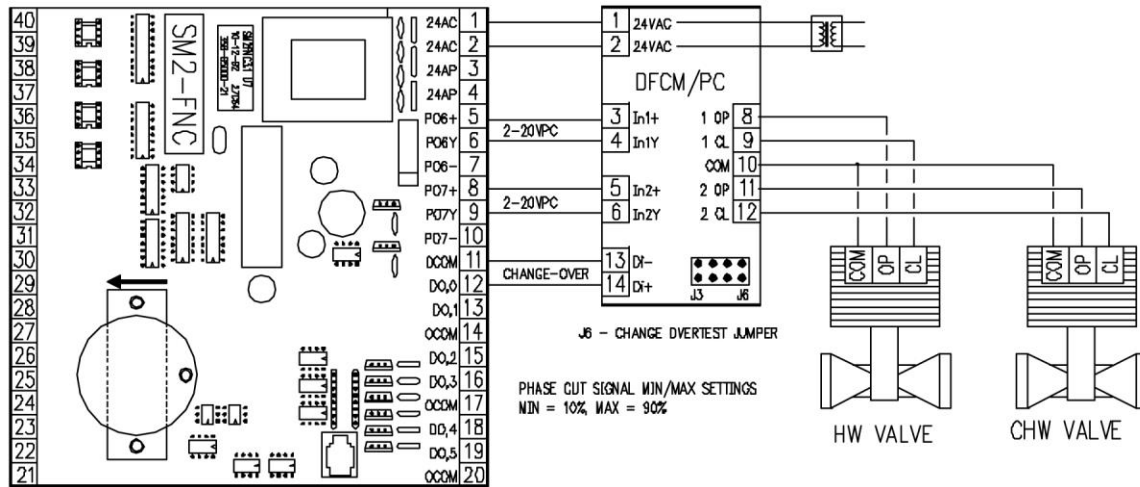 40
39
38
37
36
35
34
33
32
31
30
29
28
27
26
25
24
23
22
21
SM2-FNC
24AC 1
24AC 2
24AP 3
24AP 4
PO6+ 5
PO6Y 6
PO6- 7
PO7+ 8
PO7Y 9
PO7- 10
DCOM 11
DO,0 12
DO,1 13
OCOM 14
DO,2 15
DO,3 16
OCOM 17
DO,4 18
DO,5 19
OCOM 20
2-20VPC
2-20VPC
CHANGE-OVER
1 24VAC
2 24VAC
DFCM/PC
3 In1+
4 In1Y
5 In2+
6 In2Y
13 Di-
14 Di+
1 OP 8
1 CL 9
COM 10
2 OP 11
2 CL 12
J3 J6
J6 - CHANGE OVERTEST JUMPER
PHASE CUT SIGNAL MIN/MAX SETTINGS
MIN = 10%, MAX = 90%
COM OP CL
HW VALVE
COM OP CL
CHW VALVE